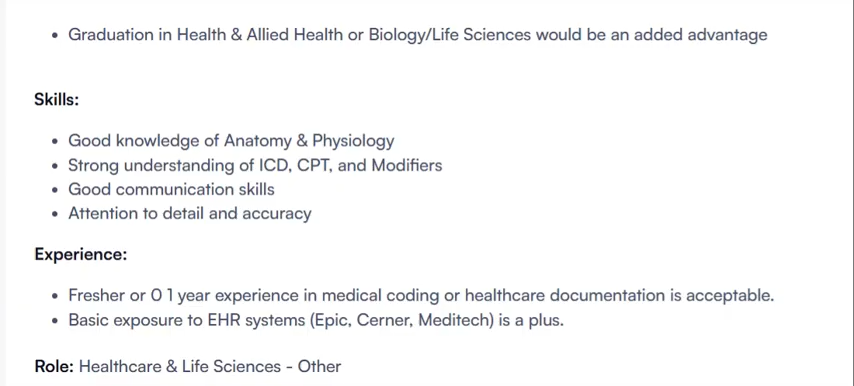 • Graduation in Health & Allied Health or Biology/Life Sciences would be an added advantage
Skills:
• Good knowledge of Anatomy & Physiology
• Strong understanding of ICD, CPT, and Modifiers
• Good communication skills
• Attention to detail and accuracy
Experience:
• Fresher or 0 1 year experience in medical coding or healthcare documentation is acceptable.
• Basic exposure to EHR systems (Epic, Cerner, Meditech) is a plus.
Role: Healthcare & Life Sciences - Other